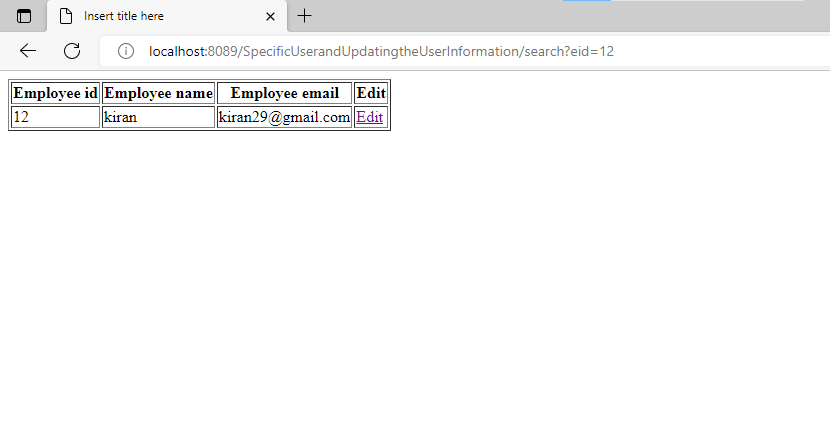 Insert title here
localhost:8089/SpecificUserandUpdatingtheUserInformation/search?eid=12
Employee id Employee name Employee email Edit
12 kiran kiran29@gmail.com Edit